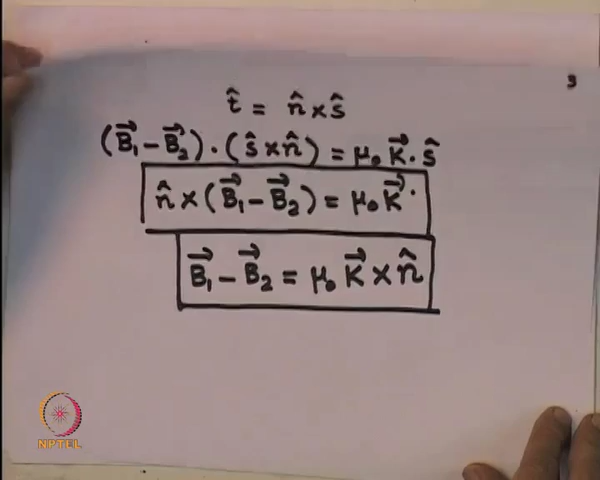 3
t̂ = n̂ × ŝ
(B⃗₁ − B⃗₂) · (ŝ × n̂) = μ₀ K⃗ · ŝ
n̂ × (B⃗₁ − B⃗₂) = μ₀ K⃗ ·
B⃗₁ − B⃗₂ = μ₀ K⃗ × n̂
NPTEL